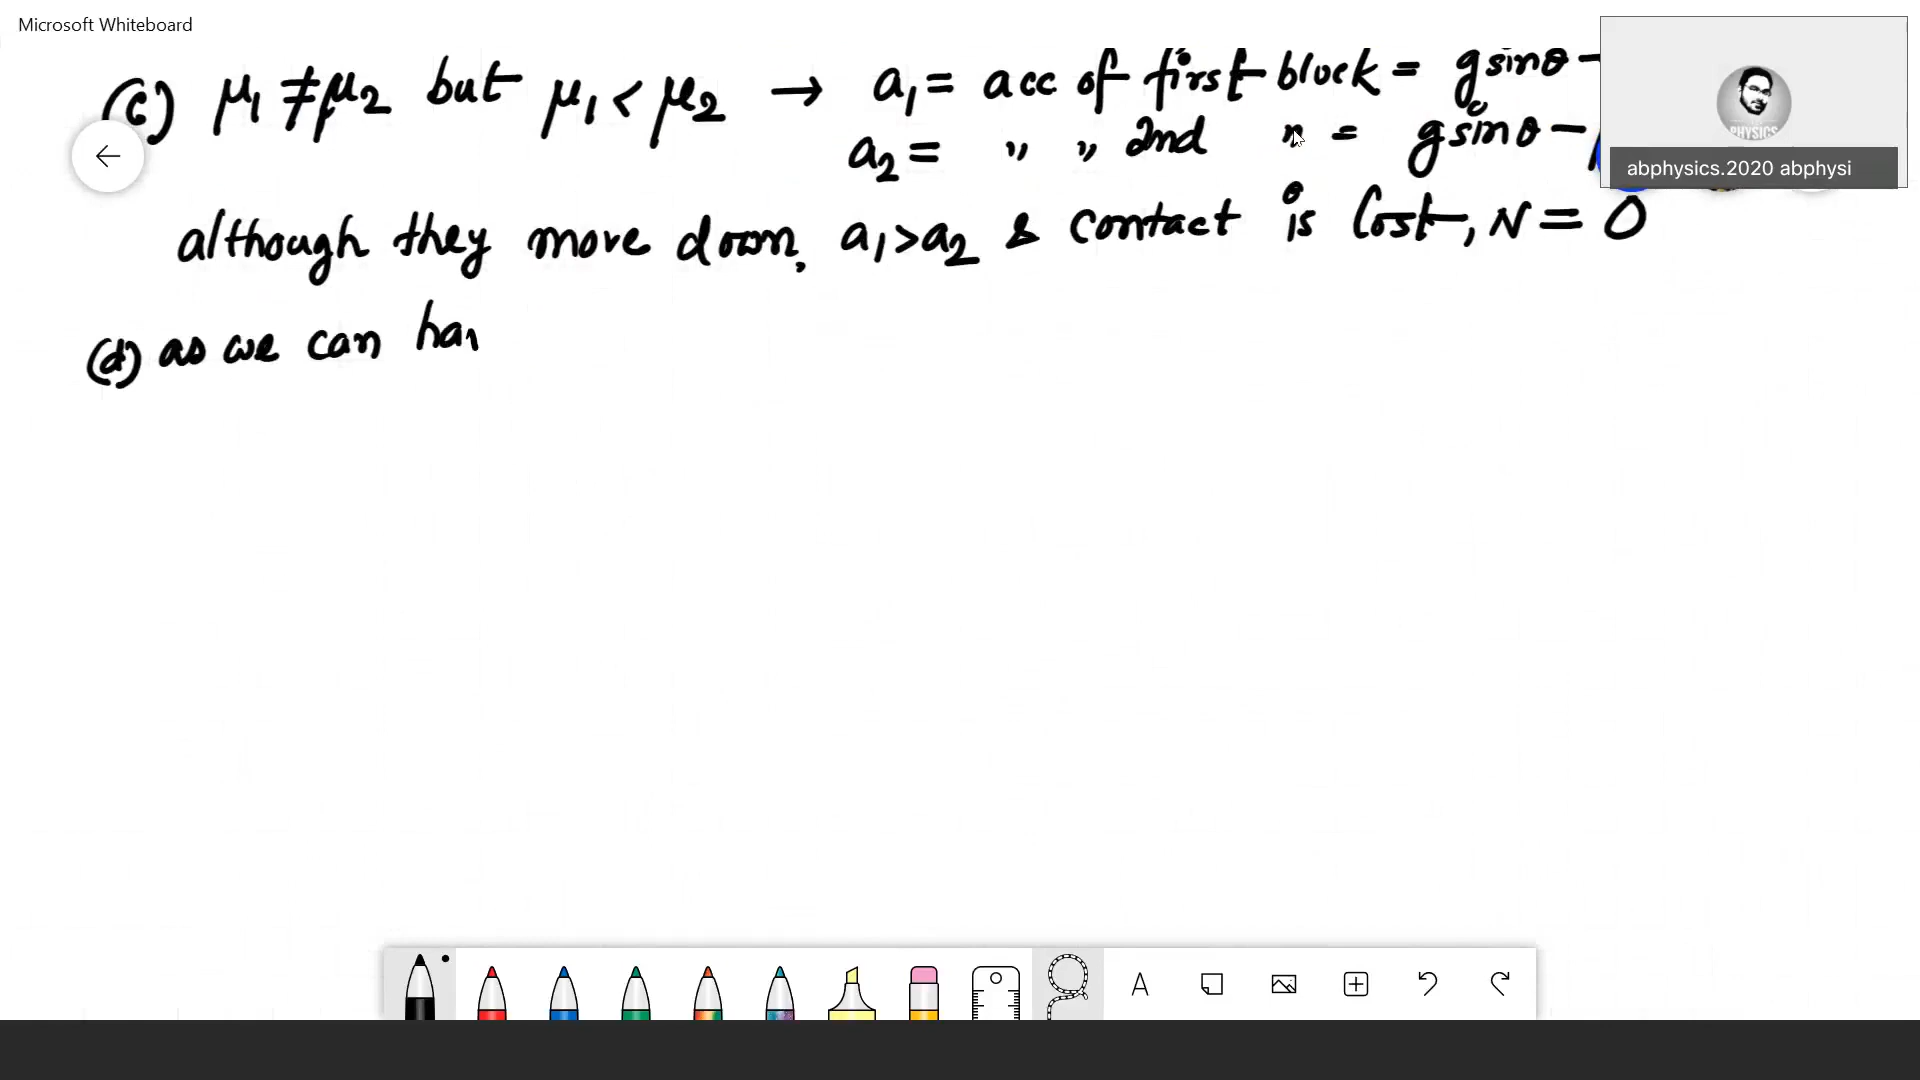 Microsoft Whiteboard
(c) μ₁ ≠ μ₂ but μ₁ < μ₂ → a₁ = acc of first block = g sinθ −
a₂ = " " 2nd " = g sinθ −
although they move down, a₁ > a₂ & contact is lost, N = 0
(d) as we can
PHYSICS
abphysics.2020 abphysi